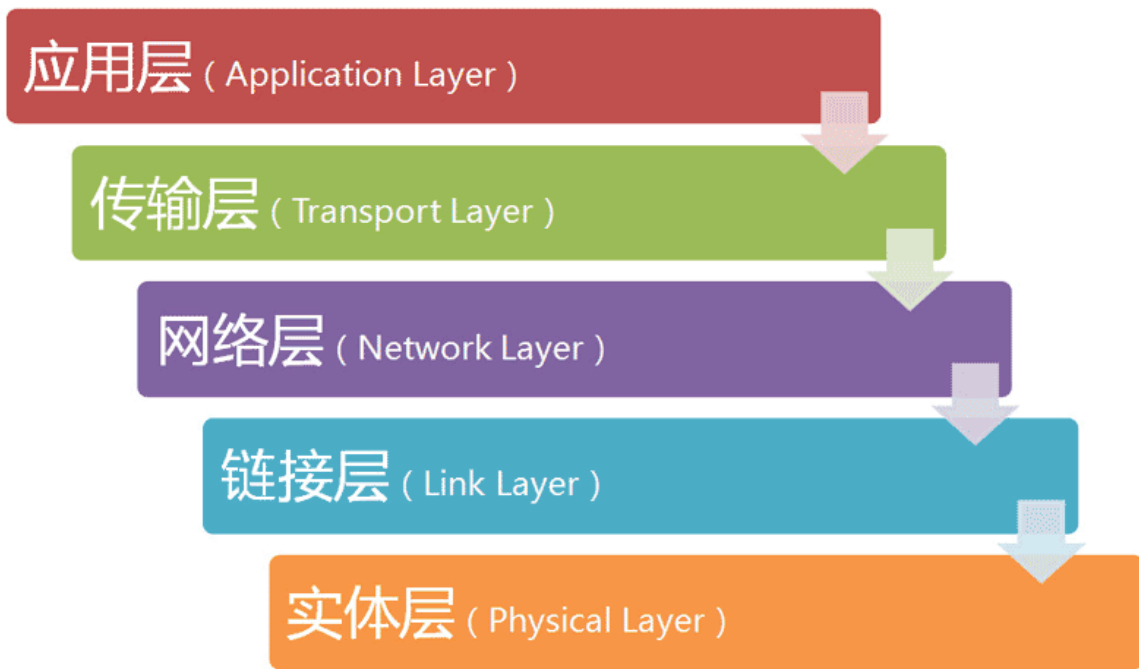 应用层（Application Layer）
传输层（Transport Layer）
网络层（Network Layer）
链接层（Link Layer）
实体层（Physical Layer）